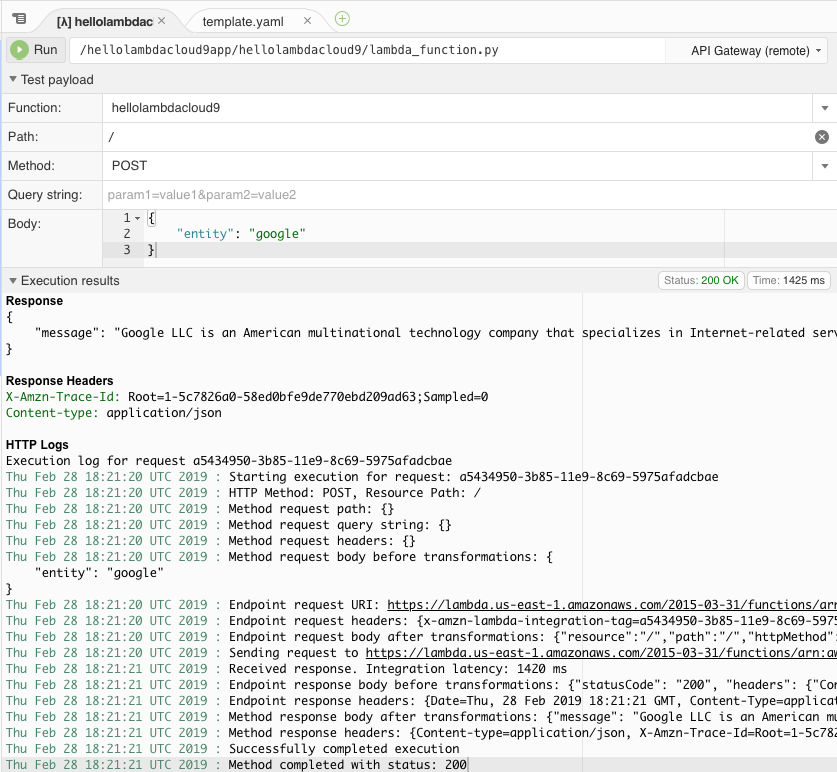 [λ] hellolambdac × template.yaml ×
Run /hellolambdacloud9app/hellolambdacloud9/lambda_function.py API Gateway (remote)
Test payload
Function: hellolambdacloud9
Path: /
Method: POST
Query string: param1=value1&param2=value2
Body: 1 {
2 "entity": "google"
3 }
Execution results Status: 200 OK Time: 1425 ms
Response
{
"message": "Google LLC is an American multinational technology company that specializes in Internet-related serv
}
Response Headers
X-Amzn-Trace-Id: Root=1-5c7826a0-58ed0bfe9de770ebd209ad63;Sampled=0
Content-type: application/json
HTTP Logs
Execution log for request a5434950-3b85-11e9-8c69-5975afadcbae
Thu Feb 28 18:21:20 UTC 2019 : Starting execution for request: a5434950-3b85-11e9-8c69-5975afadcbae
Thu Feb 28 18:21:20 UTC 2019 : HTTP Method: POST, Resource Path: /
Thu Feb 28 18:21:20 UTC 2019 : Method request path: {}
Thu Feb 28 18:21:20 UTC 2019 : Method request query string: {}
Thu Feb 28 18:21:20 UTC 2019 : Method request headers: {}
Thu Feb 28 18:21:20 UTC 2019 : Method request body before transformations: {
"entity": "google"
}
Thu Feb 28 18:21:20 UTC 2019 : Endpoint request URI: https://lambda.us-east-1.amazonaws.com/2015-03-31/functions/arn
Thu Feb 28 18:21:20 UTC 2019 : Endpoint request headers: {x-amzn-lambda-integration-tag=a5434950-3b85-11e9-8c69-5975
Thu Feb 28 18:21:20 UTC 2019 : Endpoint request body after transformations: {"resource":"/","path":"/","httpMethod":
Thu Feb 28 18:21:20 UTC 2019 : Sending request to https://lambda.us-east-1.amazonaws.com/2015-03-31/functions/arn:aw
Thu Feb 28 18:21:21 UTC 2019 : Received response. Integration latency: 1420 ms
Thu Feb 28 18:21:21 UTC 2019 : Endpoint response body before transformations: {"statusCode": "200", "headers": {"Con
Thu Feb 28 18:21:21 UTC 2019 : Endpoint response headers: {Date=Thu, 28 Feb 2019 18:21:21 GMT, Content-Type=applicat
Thu Feb 28 18:21:21 UTC 2019 : Method response body after transformations: {"message": "Google LLC is an American mu
Thu Feb 28 18:21:21 UTC 2019 : Method response headers: {Content-type=application/json, X-Amzn-Trace-Id=Root=1-5c782
Thu Feb 28 18:21:21 UTC 2019 : Successfully completed execution
Thu Feb 28 18:21:21 UTC 2019 : Method completed with status: 200